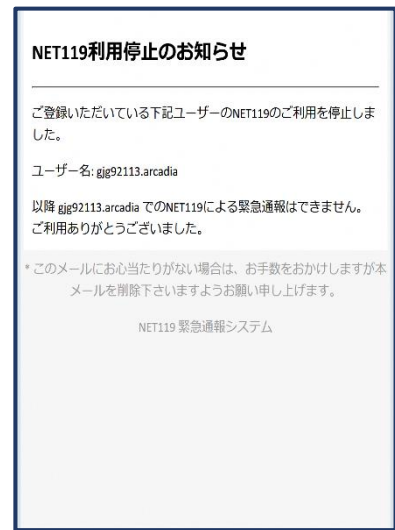 NET119利用停止のお知らせ
ご登録いただいている下記ユーザーのNET119のご利用を停止しま
した。
ユーザー名: gjg92113.arcadia
以降 gjg92113.arcadia でのNET119による緊急通報はできません。
ご利用ありがとうございました。
* このメールにお心当たりがない場合は、お手数をおかけしますが本
メールを削除下さいますようお願い申し上げます。
NET119 緊急通報システム